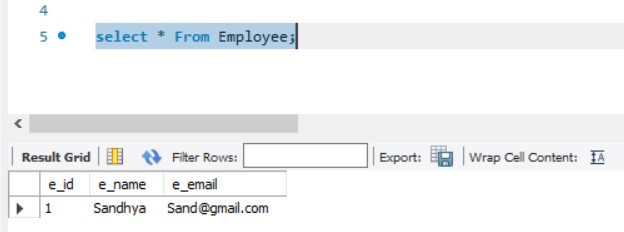 4
5 select * From Employee;
Result Grid Filter Rows: Export: Wrap Cell Content: IA
e_id e_name e_email
1 Sandhya Sand@gmail.com